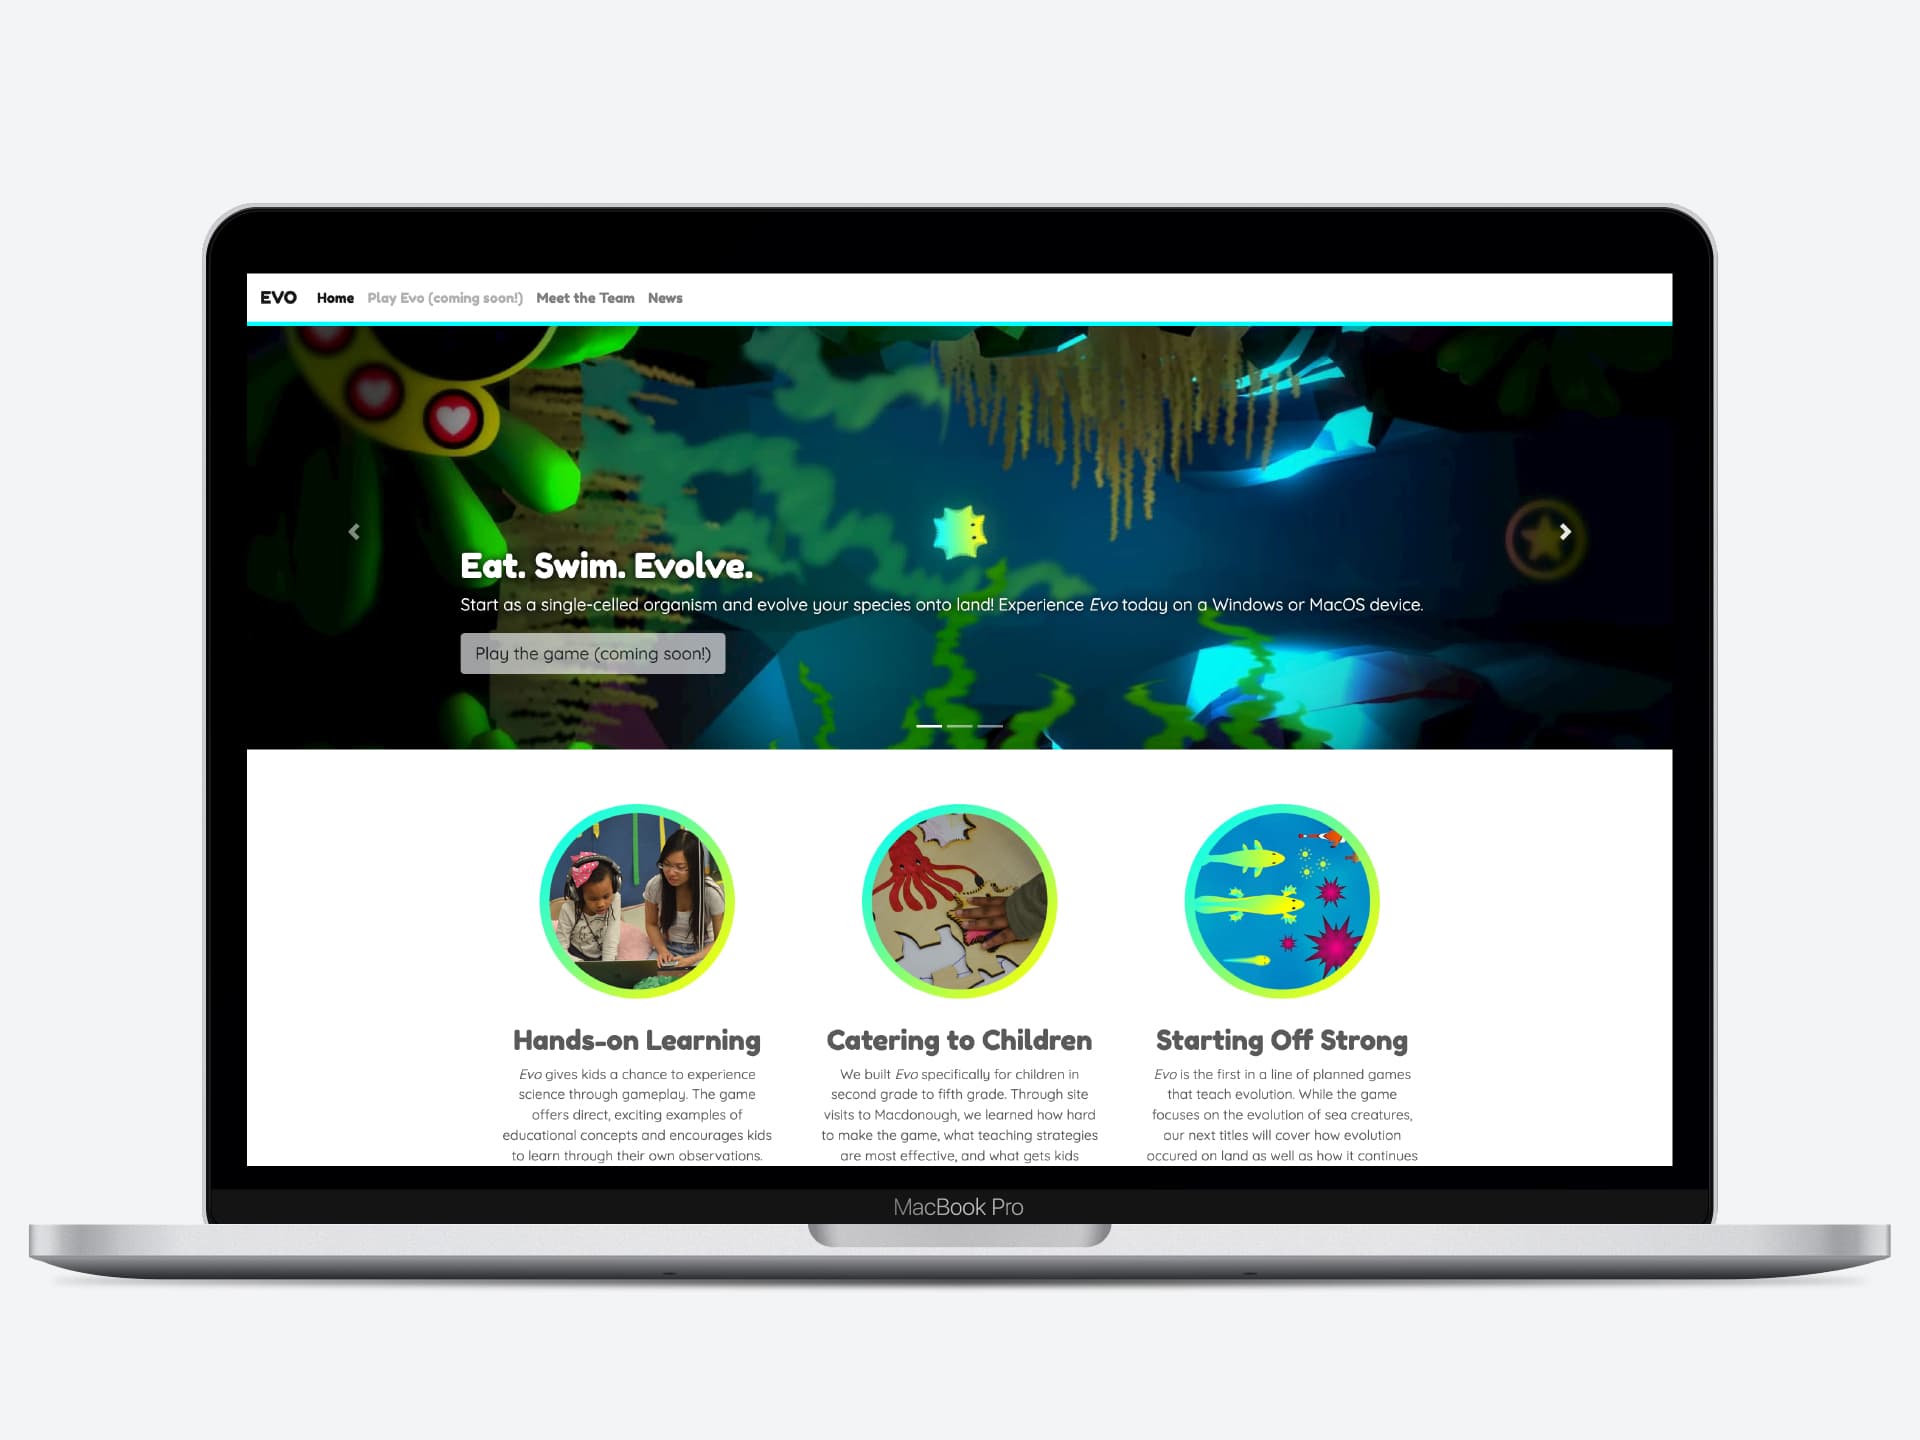 EVO Home Play Evo (coming soon!) Meet the Team News
Eat. Swim. Evolve.
Start as a single-celled organism and evolve your species onto land! Experience Evo today on a Windows or MacOS device.
Play the game (coming soon!)
Hands-on Learning
Evo gives kids a chance to experience
science through gameplay. The game
offers direct, exciting examples of
educational concepts and encourages kids
to learn through their own observations.
Catering to Children
We built Evo specifically for children in
second grade to fifth grade. Through site
visits to Macdonough, we learned how hard
to make the game, what teaching strategies
are most effective, and what gets kids
Starting Off Strong
Evo is the first in a line of planned games
that teach evolution. While the game
focuses on the evolution of sea creatures,
our next titles will cover how evolution
occured on land as well as how it continues
MacBook Pro